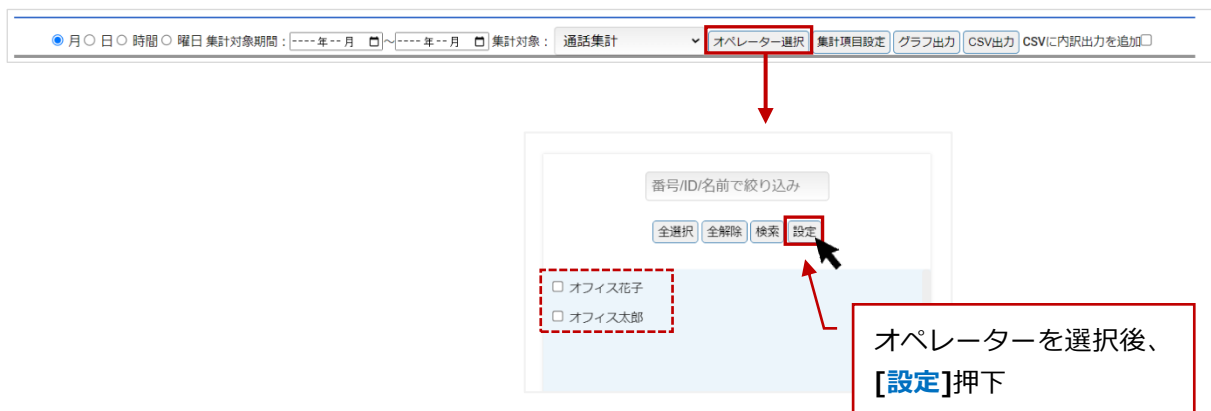 月 日 時間 曜日 集計対象期間：----年--月 ~ ----年--月 集計対象： 通話集計 オペレーター選択 集計項目設定 グラフ出力 CSV出力 CSVに内訳出力を追加
番号/ID/名前で絞り込み
全選択 全解除 検索 設定
オフィス花子
オフィス太郎
オペレーターを選択後、
[設定]押下